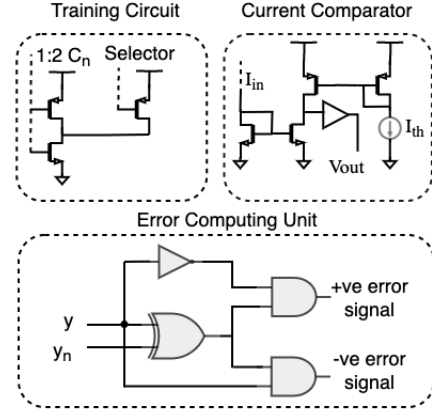 Training Circuit
Current Comparator
1:2 Cn
Selector
Iin
Ith
Vout
Error Computing Unit
y
yn
+ve error
signal
-ve error
signal